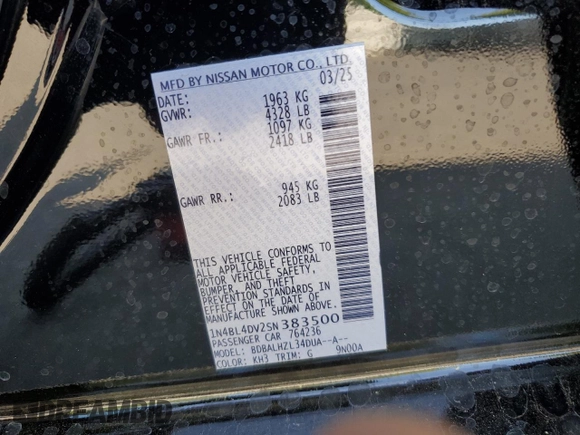 MFD BY NISSAN MOTOR CO., LTD.
DATE: 03/25
GVWR: 1963 KG
4328 LB
GAWR FR.: 1097 KG
2418 LB
GAWR RR.: 945 KG
2083 LB
THIS VEHICLE CONFORMS TO
ALL APPLICABLE FEDERAL
MOTOR VEHICLE SAFETY,
BUMPER, AND THEFT
PREVENTION STANDARDS IN
EFFECT ON THE DATE OF
MANUFACTURE SHOWN ABOVE.
1N4BL4DV2SN383500
PASSENGER CAR 764236
MODEL: BDBALHZL34DUA--A--
COLOR: KH3 TRIM: G 9N00A
DREAMBID